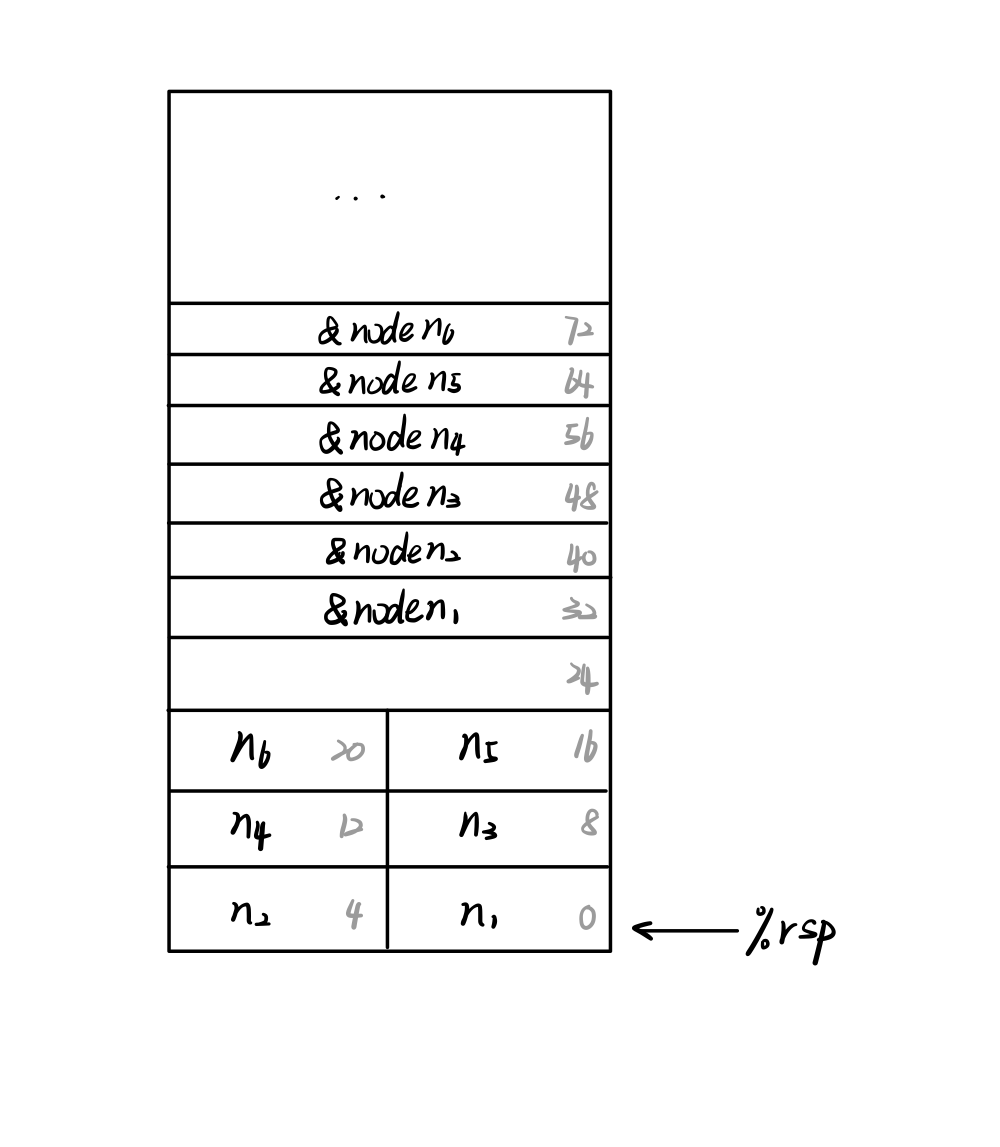 ...
& node n₆ 72
& node n₅ 64
& node n₄ 56
& node n₃ 48
& node n₂ 40
& node n₁ 32
24
n₆ 20 n₅ 16
n₄ 12 n₃ 8
n₂ 4 n₁ 0 ← %rsp